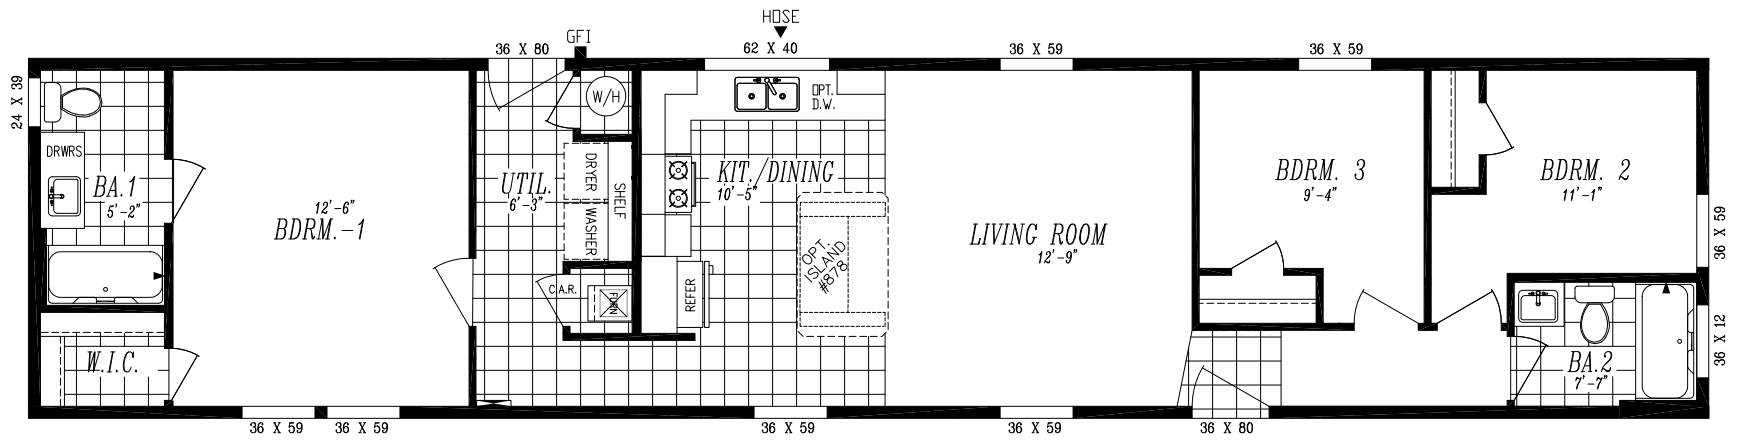 HOSE
GFI
36 X 80
62 X 40
36 X 59
36 X 59
24 X 39
DRWRS
BA.1
5'-2"
W.I.C.
12'-6"
BDRM.-1
UTIL.
6'-3"
W/H
DRYER
WASHER
SHELF
C.A.R.
FURN
OPT.
D.W.
KIT./DINING
10'-5"
REFER
OPT.
ISLAND
#878
LIVING ROOM
12'-9"
BDRM. 3
9'-4"
BDRM. 2
11'-1"
BA.2
7'-7"
36 X 59
36 X 12
36 X 59
36 X 59
36 X 59
36 X 59
36 X 80